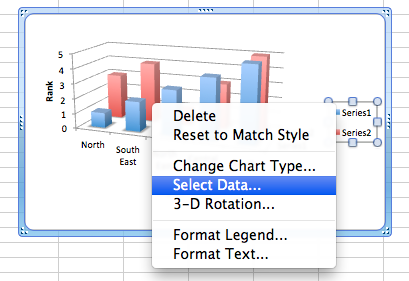 5
4
3
2
1
0
Rank
North
South
East
Series1
Series2
Delete
Reset to Match Style
Change Chart Type...
Select Data...
3-D Rotation...
Format Legend...
Format Text...